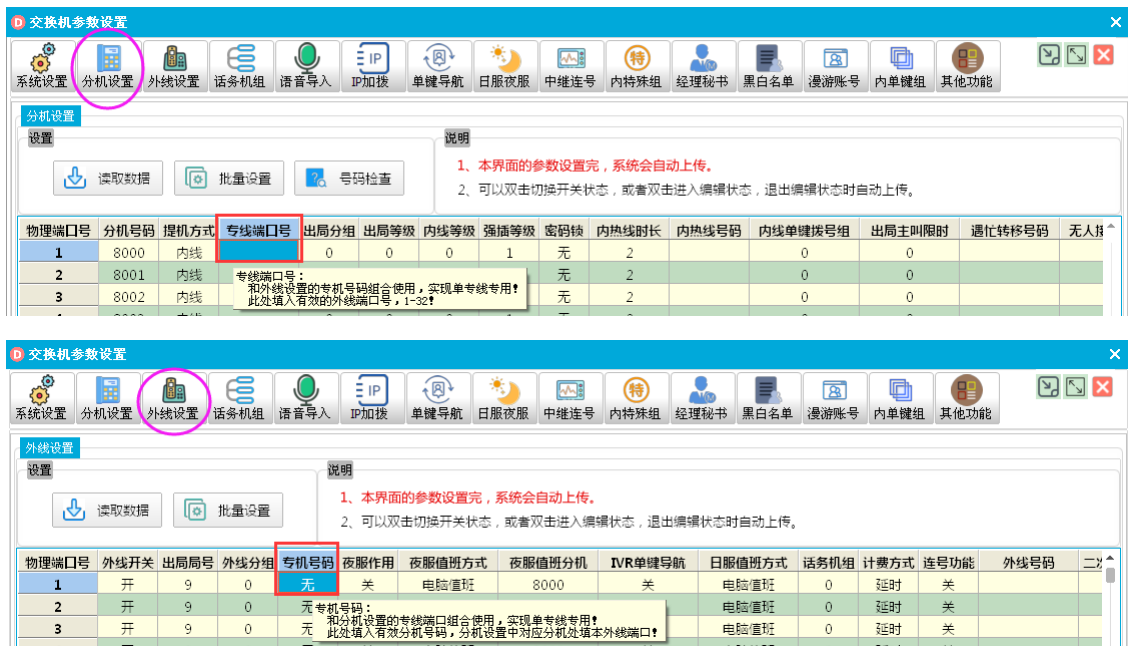 交换机参数设置
系统设置 分机设置 外线设置 话务机组 语音导入 IP加拨 单键导航 日服夜服 中继连号 内特殊组 经理秘书 黑白名单 漫游账号 内单键组 其他功能
分机设置
设置 说明
读取数据 批量设置 号码检查
1、本界面的参数设置完，系统会自动上传。
2、可以双击切换开关状态，或者双击进入编辑状态，退出编辑状态时自动上传。
物理端口号 分机号码 提机方式 专线端口号 出局分组 出局等级 内线等级 强插等级 密码锁 内热线时长 内热线号码 内线单键拨号组 出局主叫限时 遇忙转移号码
1 8000 内线 0 0 0 1 无 2 0 0
2 8001 内线 无 2 0 0
3 8002 内线 无 2 0 0
专线端口号：
和外线设置的专机号码组合使用，实现单专线专用！
此处填入有效的外线端口号，1-32！
交换机参数设置
系统设置 分机设置 外线设置 话务机组 语音导入 IP加拨 单键导航 日服夜服 中继连号 内特殊组 经理秘书 黑白名单 漫游账号 内单键组 其他功能
外线设置
设置 说明
读取数据 批量设置
1、本界面的参数设置完，系统会自动上传。
2、可以双击切换开关状态，或者双击进入编辑状态，退出编辑状态时自动上传。
物理端口号 外线开关 出局局号 外线分组 专机号码 夜服作用 夜服值班方式 夜服值班分机 IVR单键导航 日服值班方式 话务机组 计费方式 连号功能 外线号码
1 开 9 0 无 关 电脑值班 8000 关 电脑值班 0 延时 关
2 开 9 0 无 电脑值班 0 延时 关
3 开 9 0 无 电脑值班 0 延时 关
专机号码：
和分机设置的专线端口组合使用，实现单专线专用！
此处填入有效分机号码，分机设置中对应分机处填本外线端口！